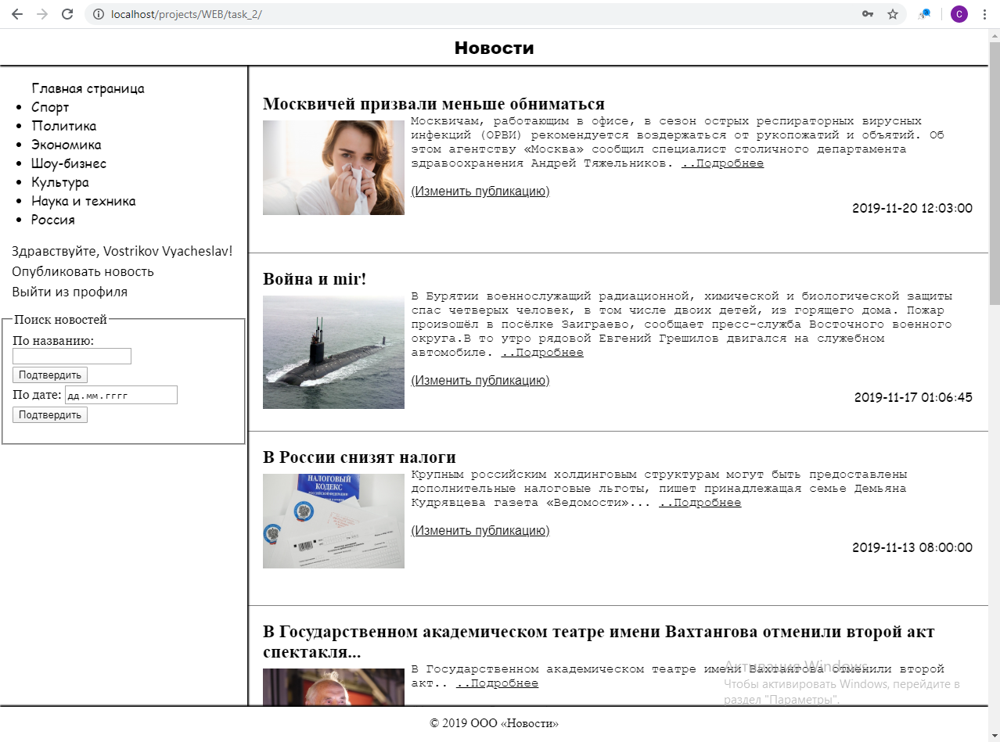 localhost/projects/WEB/task_2/
C
Новости
Главная страница
Спорт
Политика
Экономика
Шоу-бизнес
Культура
Наука и техника
Россия
Здравствуйте, Vostrikov Vyacheslav!
Опубликовать новость
Выйти из профиля
Поиск новостей
По названию:
Подтвердить
По дате: дд.мм.гггг
Подтвердить
Москвичей призвали меньше обниматься
Москвичам, работающим в офисе, в сезон острых респираторных вирусных
инфекций (ОРВИ) рекомендуется воздержаться от рукопожатий и объятий. Об
этом агентству «Москва» сообщил специалист столичного департамента
здравоохранения Андрей Тяжельников. ..Подробнее
(Изменить публикацию)
2019-11-20 12:03:00
Война и mir!
В Бурятии военнослужащий радиационной, химической и биологической защиты
спас четверых человек, в том числе двоих детей, из горящего дома. Пожар
произошёл в посёлке Заиграево, сообщает пресс-служба Восточного военного
округа.В то утро рядовой Евгений Грешилов двигался на служебном
автомобиле. ..Подробнее
(Изменить публикацию)
2019-11-17 01:06:45
В России снизят налоги
НАЛОГОВЫЙ
КОДЕКС
Крупным российским холдинговым структурам могут быть предоставлены
дополнительные налоговые льготы, пишет принадлежащая семье Демьяна
Кудрявцева газета «Ведомости»... ..Подробнее
(Изменить публикацию)
2019-11-13 08:00:00
В Государственном академическом театре имени Вахтангова отменили второй акт
спектакля...
В Государственном академическом театре имени Вахтангова отменили второй
акт.. ..Подробнее
Активация Windows
Чтобы активировать Windows, перейдите в
раздел "Параметры".
© 2019 ООО «Новости»